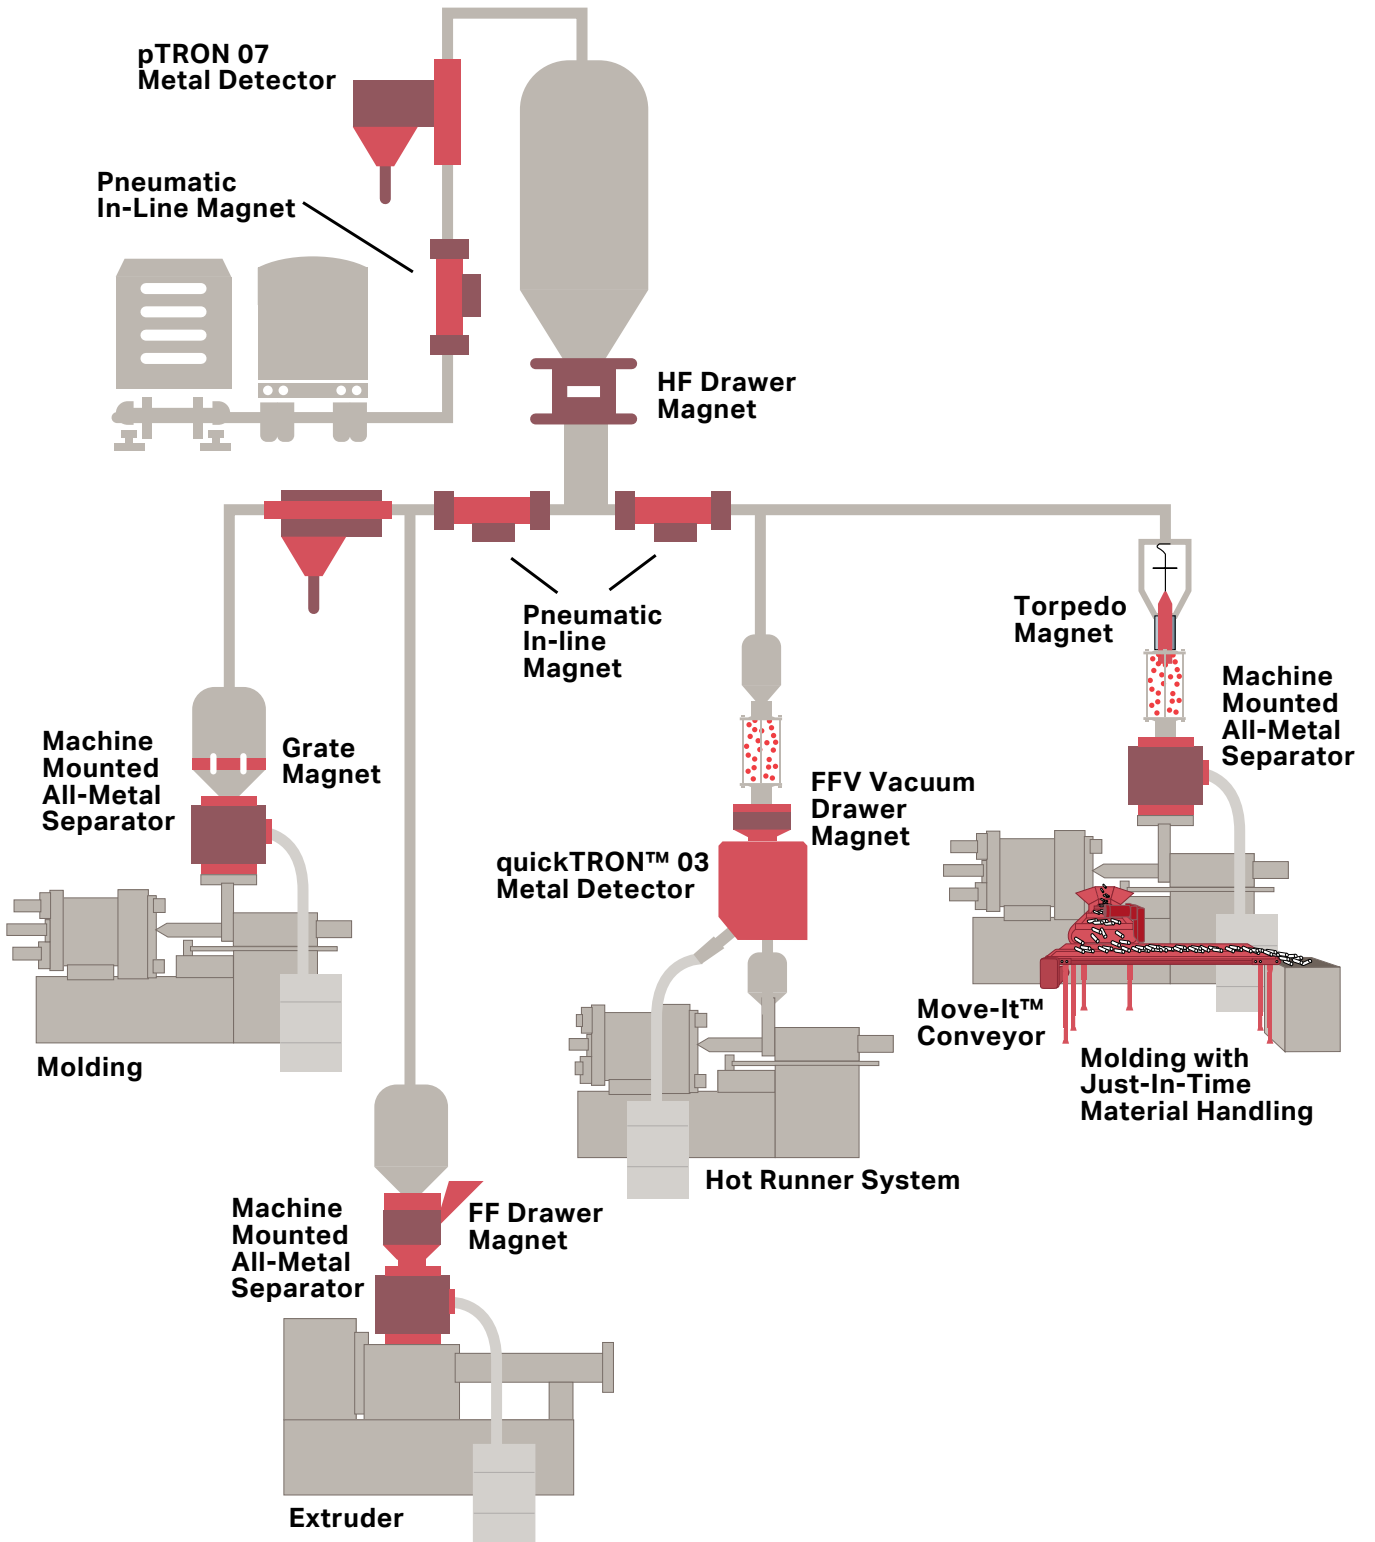 pTRON 07
Metal Detector
Pneumatic
In-Line Magnet
HF Drawer
Magnet
Pneumatic
In-line
Magnet
Torpedo
Magnet
Machine
Mounted
All-Metal
Separator
Machine
Mounted
All-Metal
Separator
Grate
Magnet
FFV Vacuum
Drawer
Magnet
quickTRON™ 03
Metal Detector
Move-It™
Conveyor
Molding
Molding with
Just-In-Time
Material Handling
Hot Runner System
Machine
Mounted
All-Metal
Separator
FF Drawer
Magnet
Extruder